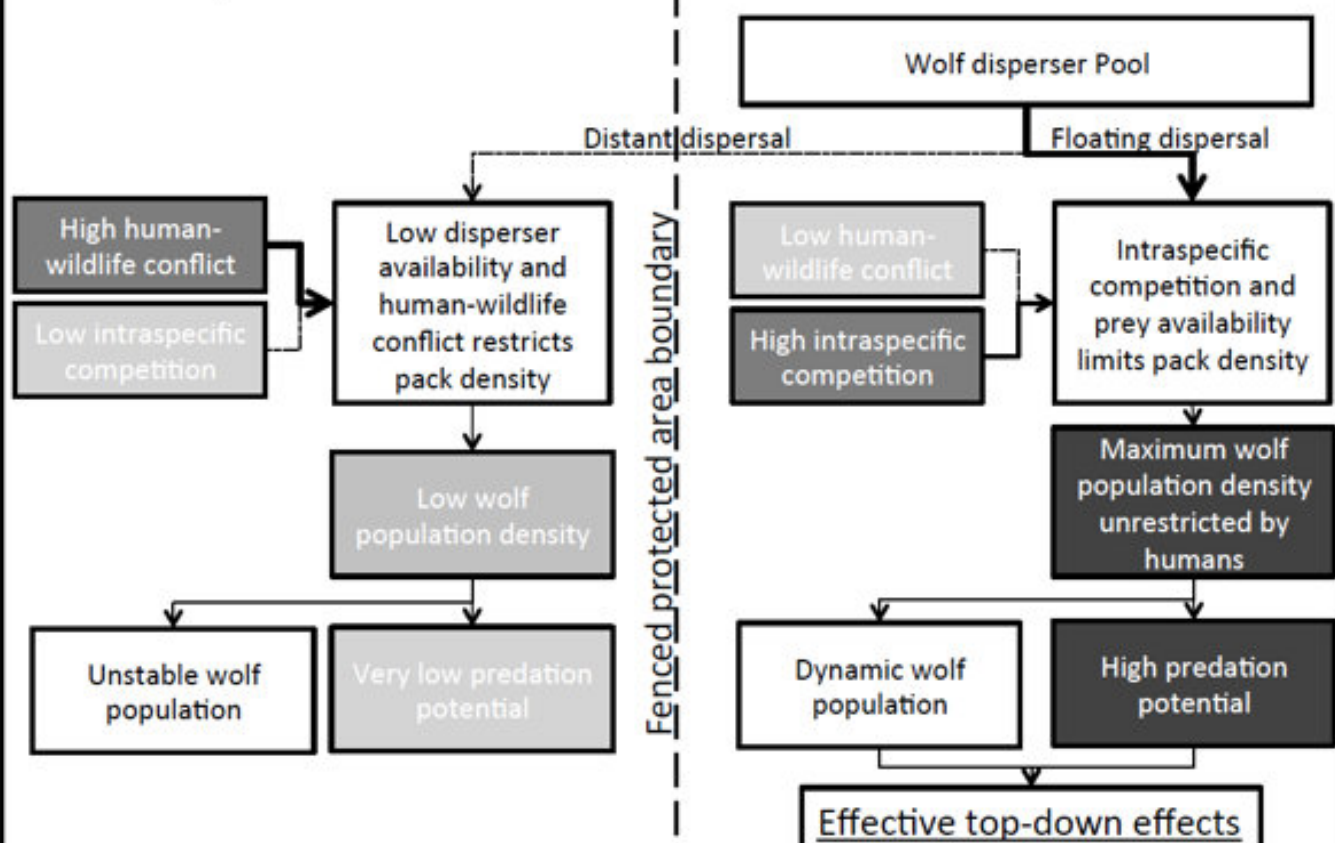 Wolf disperser Pool
Distant dispersal
Floating dispersal
High human-
wildlife conflict
Low intraspecific
competition
Low disperser
availability and
human-wildlife
conflict restricts
pack density
Low wolf
population density
Unstable wolf
population
Very low predation
potential
Fenced protected area boundary
Low human-
wildlife conflict
High intraspecific
competition
Intraspecific
competition and
prey availability
limits pack density
Maximum wolf
population density
unrestricted by
humans
Dynamic wolf
population
High predation
potential
Effective top-down effects